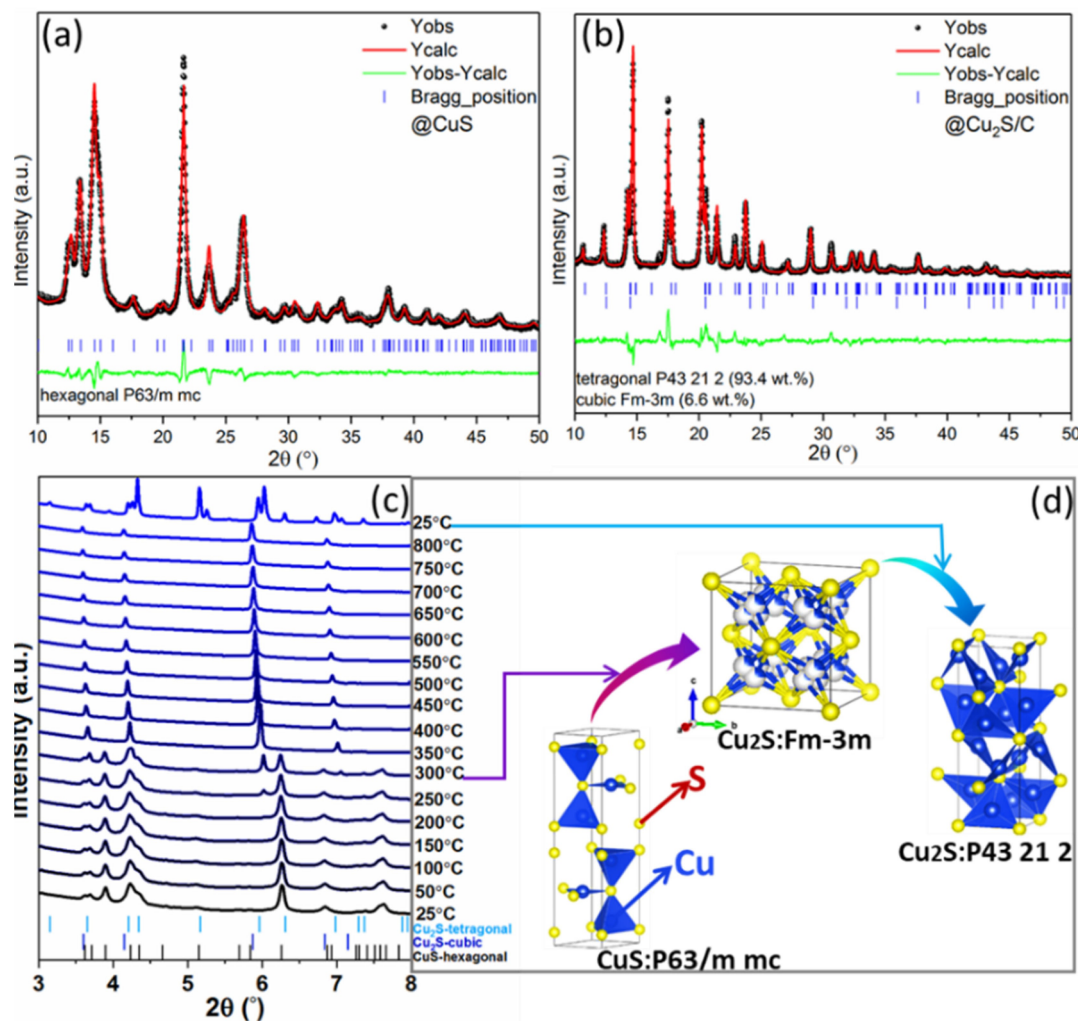 (a)
Yobs
Ycalc
Yobs-Ycalc
Bragg_position
@CuS
Intensity (a.u.)
hexagonal P63/m mc
10 15 20 25 30 35 40 45 50
2θ (°)
(b)
Yobs
Ycalc
Yobs-Ycalc
Bragg_position
@Cu₂S/C
Intensity (a.u.)
tetragonal P43 21 2 (93.4 wt.%)
cubic Fm-3m (6.6 wt.%)
10 15 20 25 30 35 40 45 50
2θ (°)
(c)
Intensity (a.u.)
25°C
800°C
750°C
700°C
650°C
600°C
550°C
500°C
450°C
400°C
350°C
300°C
250°C
200°C
150°C
100°C
50°C
25°C
Cu₂S-tetragonal
Cu₂S-cubic
CuS-hexagonal
3 4 5 6 7 8
2θ (°)
(d)
c
a
b
Cu₂S:Fm-3m
S
Cu
Cu₂S:P43 21 2
CuS:P63/m mc